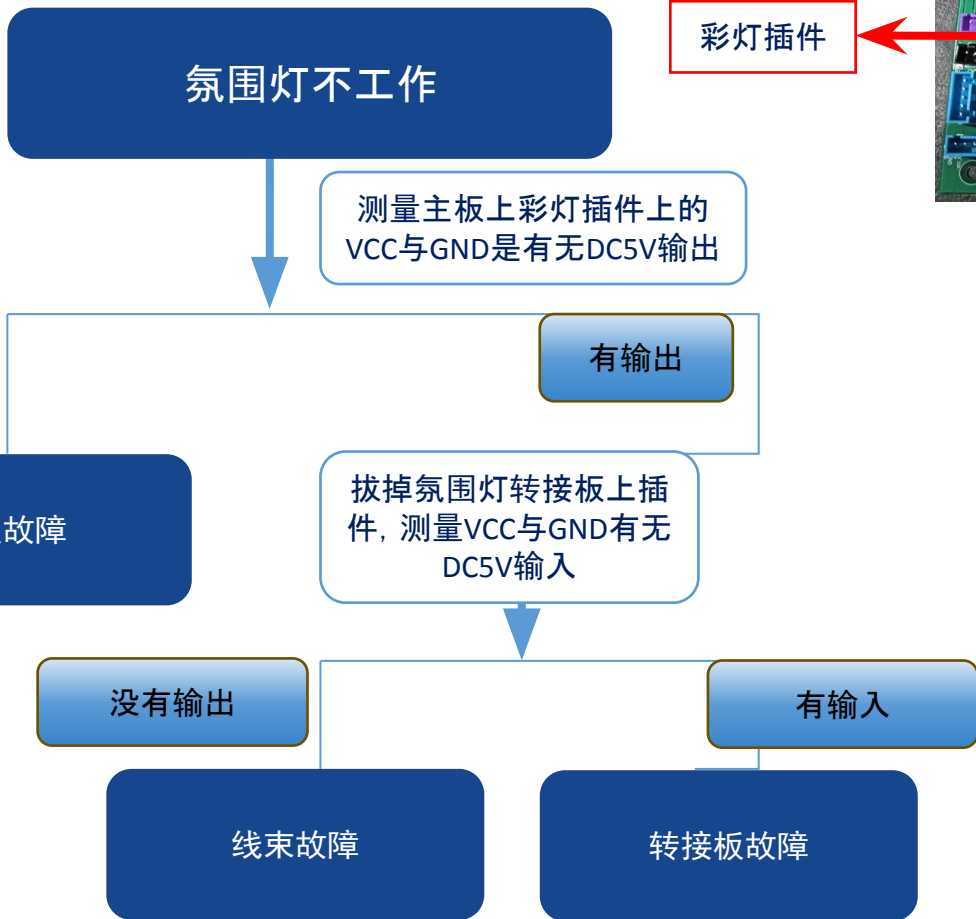 彩灯插件
氛围灯不工作
测量主板上彩灯插件上的
VCC与GND是有无DC5V输出
有输出
故障
拔掉氛围灯转接板上插
件，测量VCC与GND有无
DC5V输入
没有输出
有输入
线束故障
转接板故障